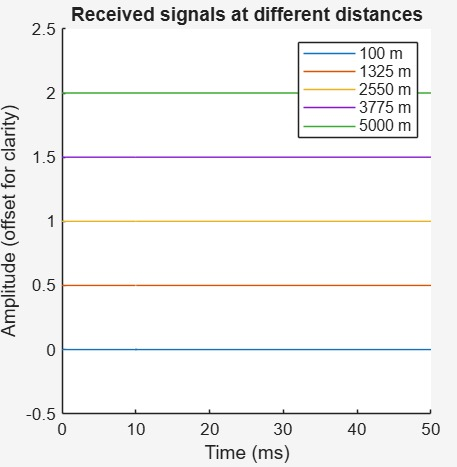 Received signals at different distances
2.5
2
1.5
1
0.5
0
-0.5
Amplitude (offset for clarity)
100 m
1325 m
2550 m
3775 m
5000 m
0 10 20 30 40 50
Time (ms)